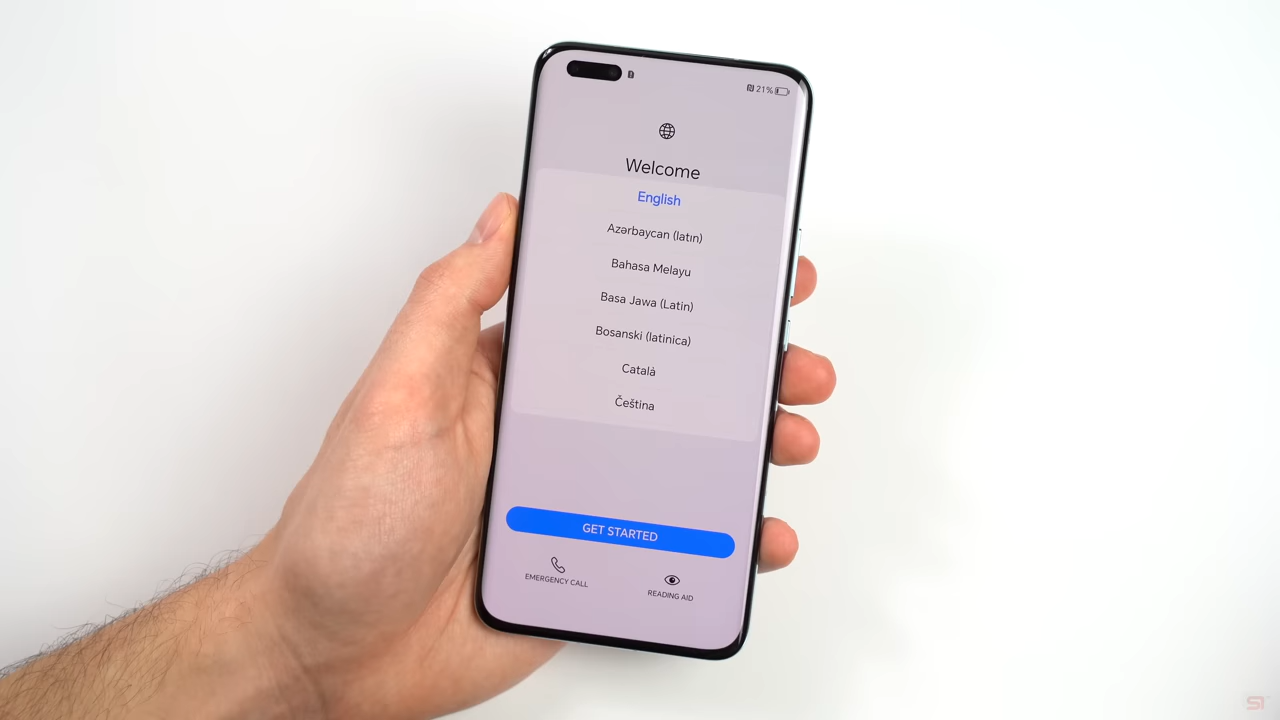 21%
Welcome
English
Azərbaycan (latın)
Bahasa Melayu
Basa Jawa (Latin)
Bosanski (latinica)
Català
Čeština
GET STARTED
EMERGENCY CALL
READING AID